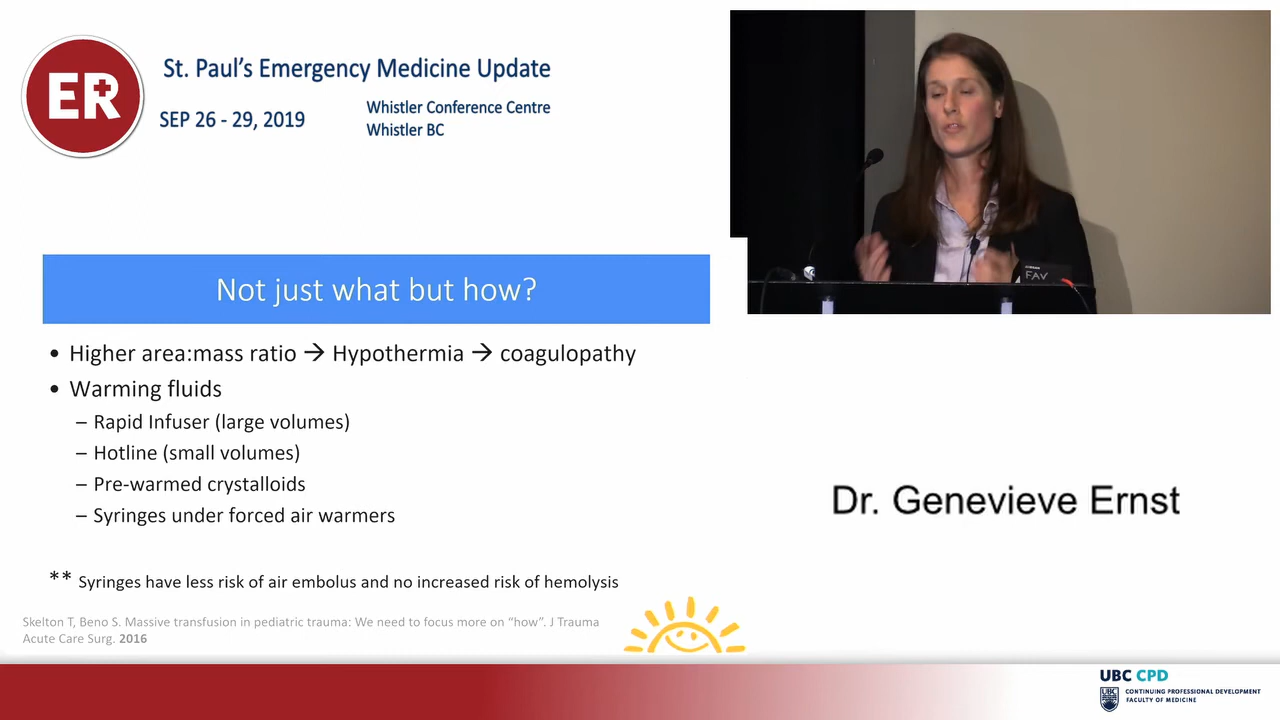 ER
St. Paul's Emergency Medicine Update
SEP 26 - 29, 2019
Whistler Conference Centre
Whistler BC
FAV
Not just what but how?
• Higher area:mass ratio → Hypothermia → coagulopathy
• Warming fluids
– Rapid Infuser (large volumes)
– Hotline (small volumes)
– Pre-warmed crystalloids
– Syringes under forced air warmers
** Syringes have less risk of air embolus and no increased risk of hemolysis
Skelton T, Beno S. Massive transfusion in pediatric trauma: We need to focus more on “how”. J Trauma
Acute Care Surg. 2016
Dr. Genevieve Ernst
UBC CPD
CONTINUING PROFESSIONAL DEVELOPMENT
FACULTY OF MEDICINE